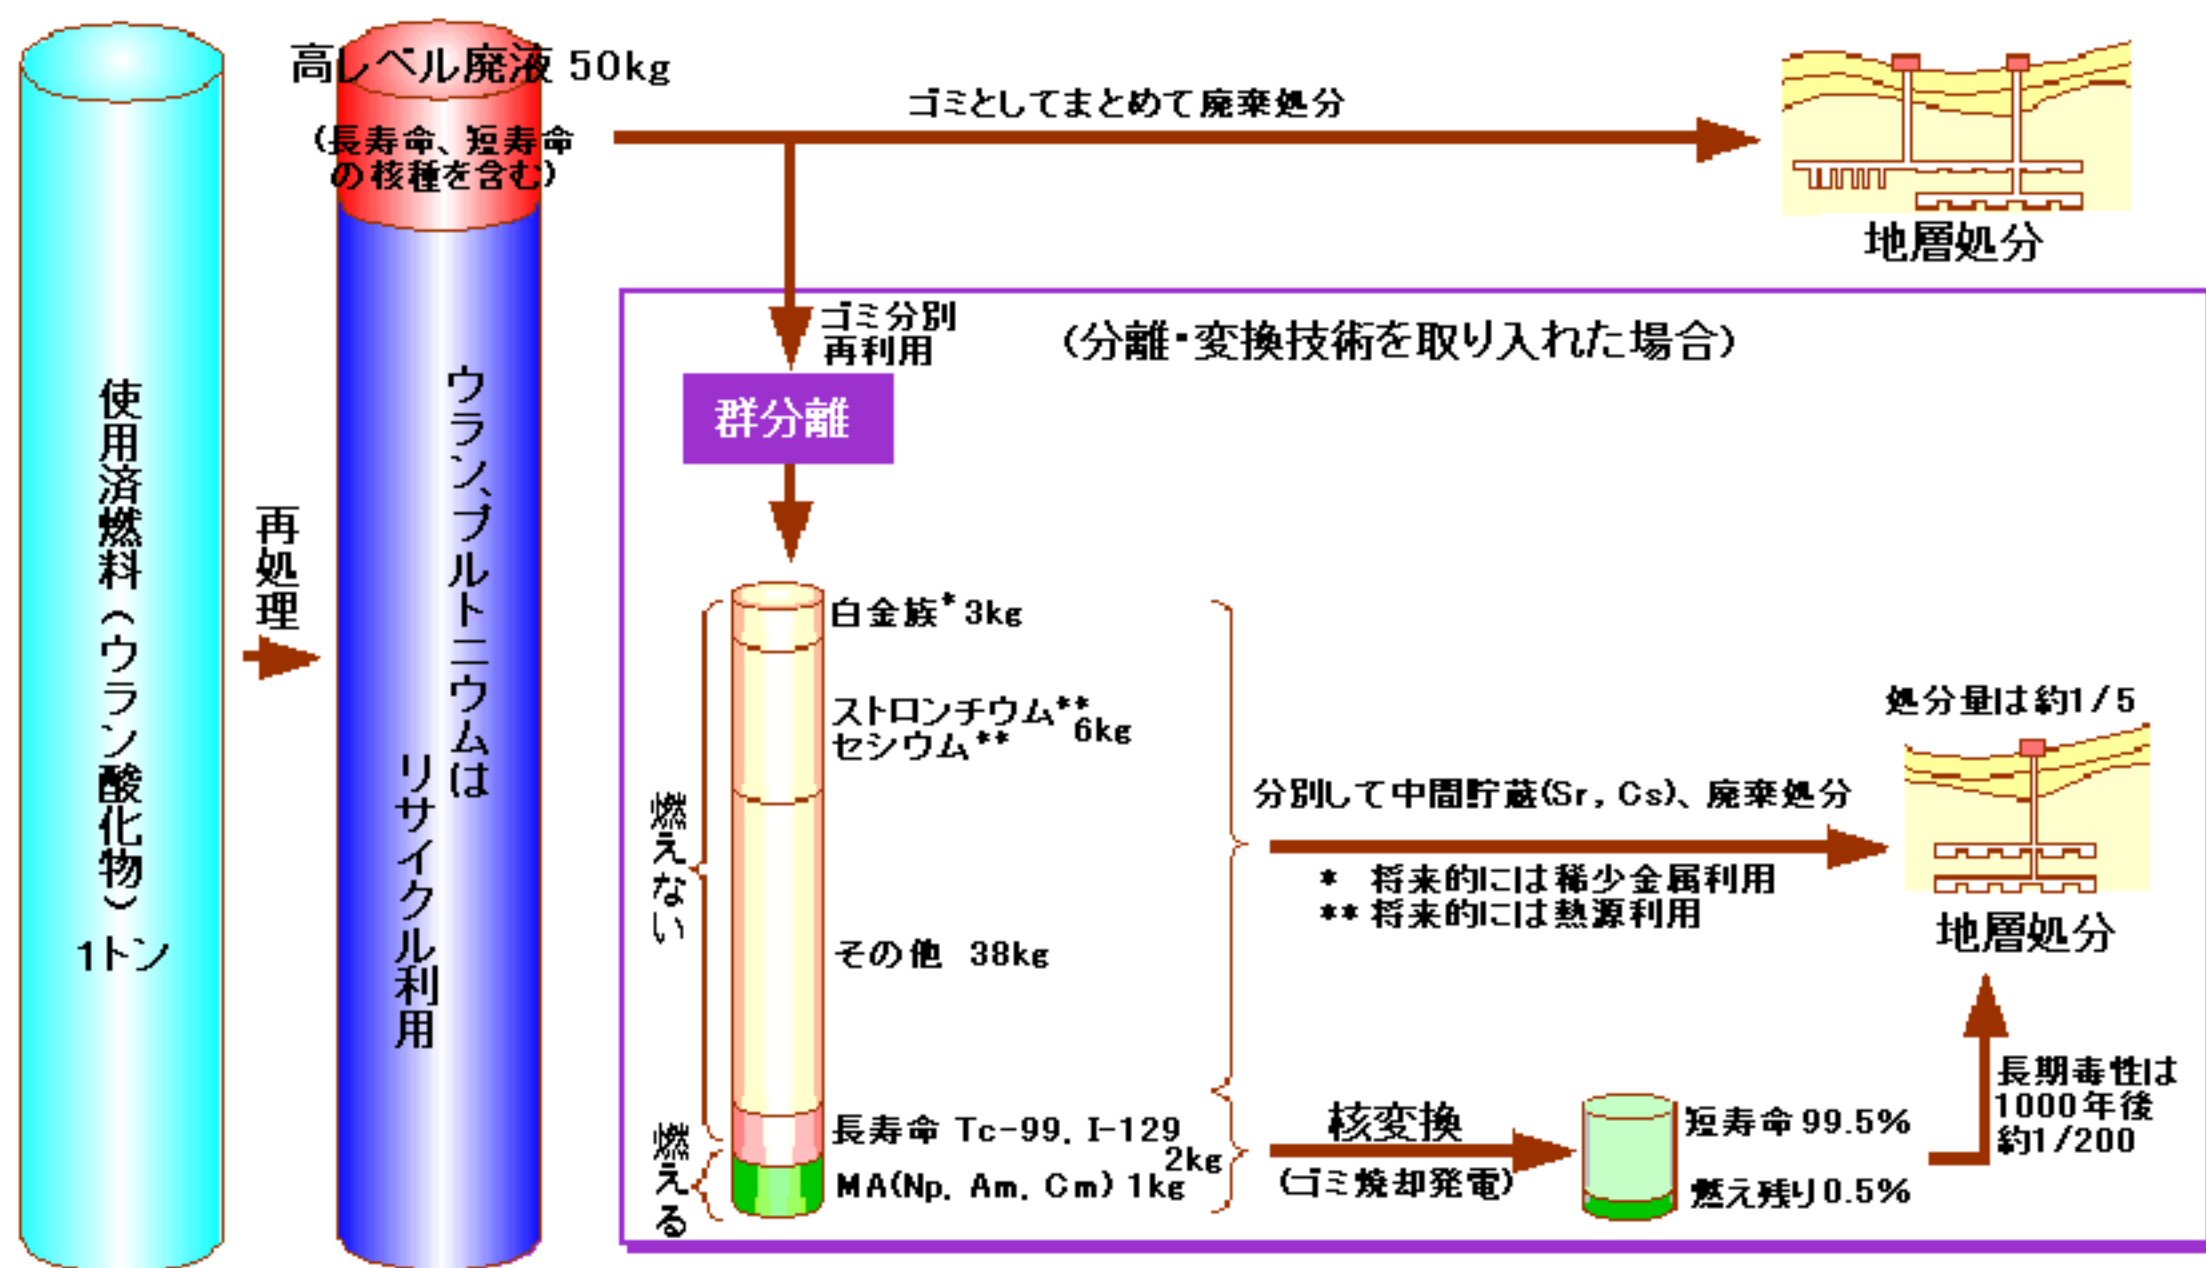 高レベル廃液 50kg
(長寿命、短寿命
の核種を含む)
ゴミとしてまとめて廃棄処分
地層処分
使用済燃料(ウラン酸化物)
1トン
再処理
ウラン、プルトニウムは
リサイクル利用
ゴミ分別
再利用
(分離・変換技術を取り入れた場合)
群分離
燃えない
白金族* 3kg
ストロンチウム**
セシウム**
6kg
その他 38kg
長寿命 Tc-99, I-129
2kg
燃える
MA(Np, Am, Cm) 1kg
分別して中間貯蔵(Sr, Cs)、廃棄処分
* 将来的には稀少金属利用
** 将来的には熱源利用
処分量は約1/5
地層処分
核変換
(ゴミ焼却発電)
短寿命 99.5%
燃え残り 0.5%
長期毒性は
1000年後
約1/200